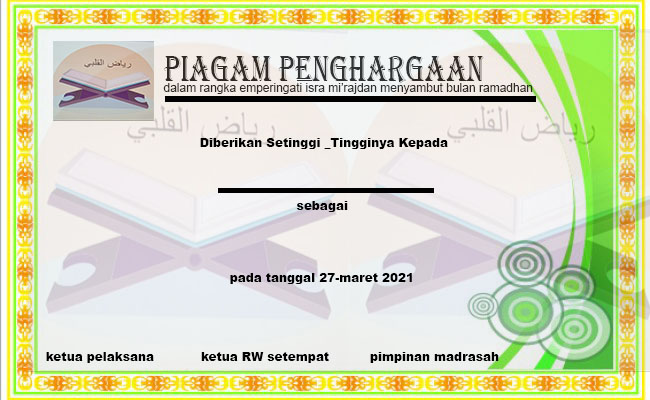 رياض القلبي
PIAGAM PENGHARGAAN
dalam rangka emperingati isra mi'rajdan menyambut bulan ramadhan
رياض القلبي
رياض القلبي
Diberikan Setinggi _Tingginya Kepada
sebagai
pada tanggal 27-maret 2021
ketua pelaksana ketua RW setempat pimpinan madrasah